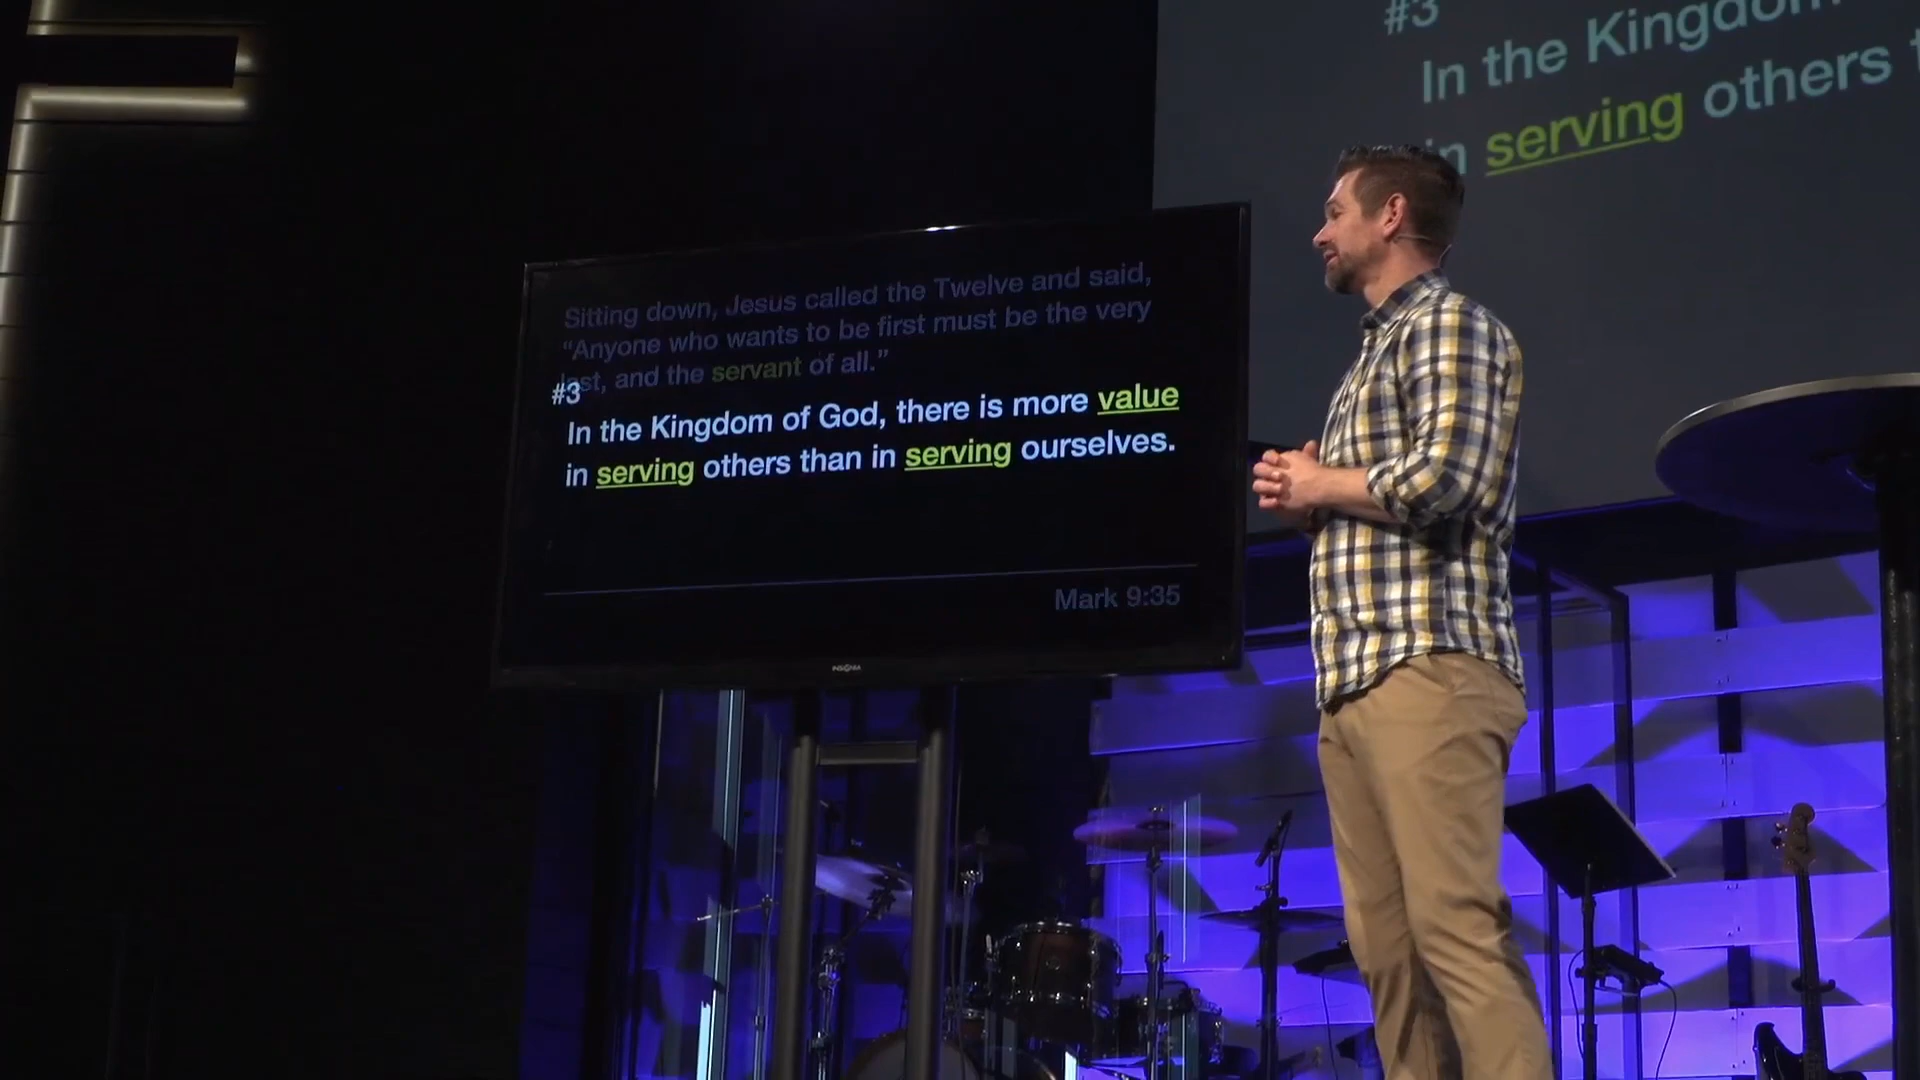 Sitting down, Jesus called the Twelve and said,
“Anyone who wants to be first must be the very
last, and the servant of all.”
#3
In the Kingdom of God, there is more value
in serving others than in serving ourselves.
Mark 9:35
INSIGNIA
#3
In the Kingdom
in serving others